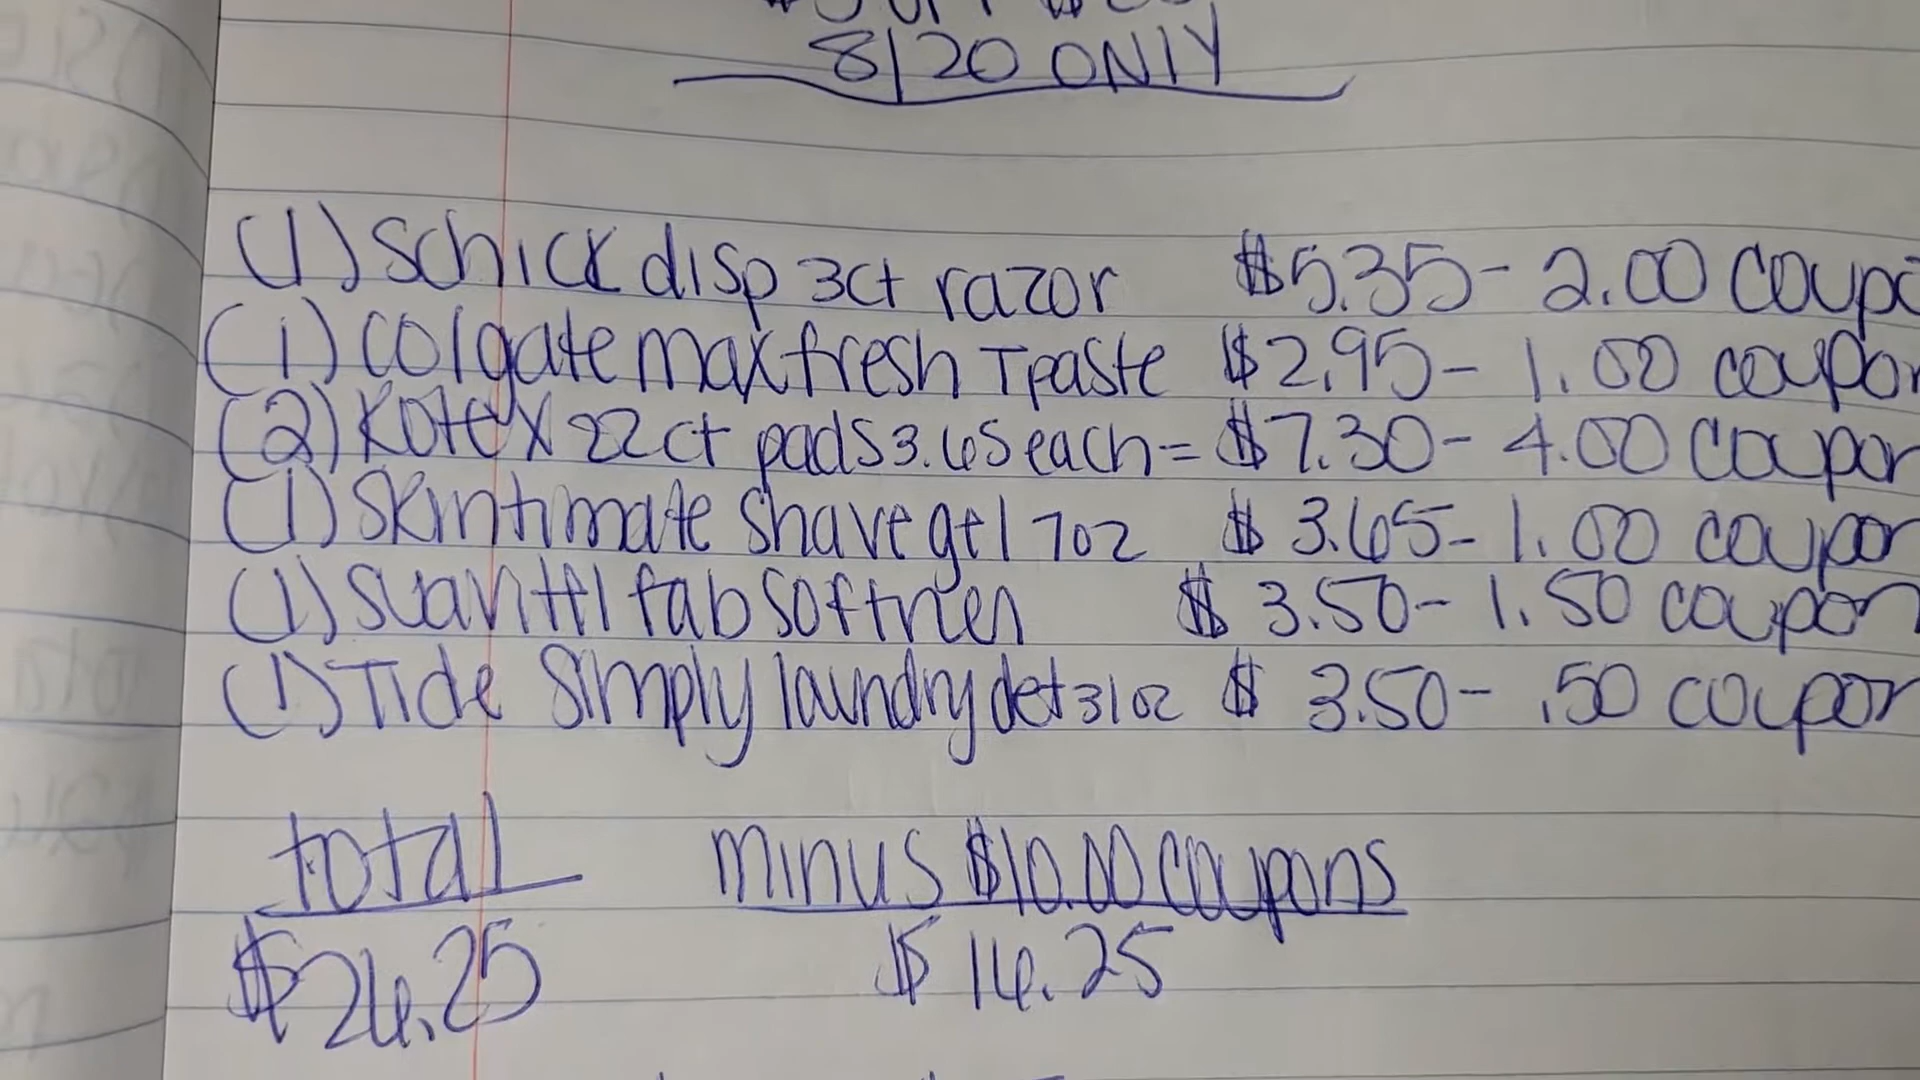 8/20 ONLY
(1) Schick disp 3ct razor $5.35 - 2.00 coupo
(1) Colgate max fresh Tpaste $2.95 - 1.00 coupon
(2) Kotex 22ct pads 3.65 each = $7.30 - 4.00 coupon
(1) Skintimate shave gel 7oz $3.65 - 1.00 coupon
(1) suavittl fab softner $3.50 - 1.50 coupon
(1) Tide Simply laundry det 31oz $3.50 - .50 coupon
total minus $10.00 coupons
$26.25 $16.25